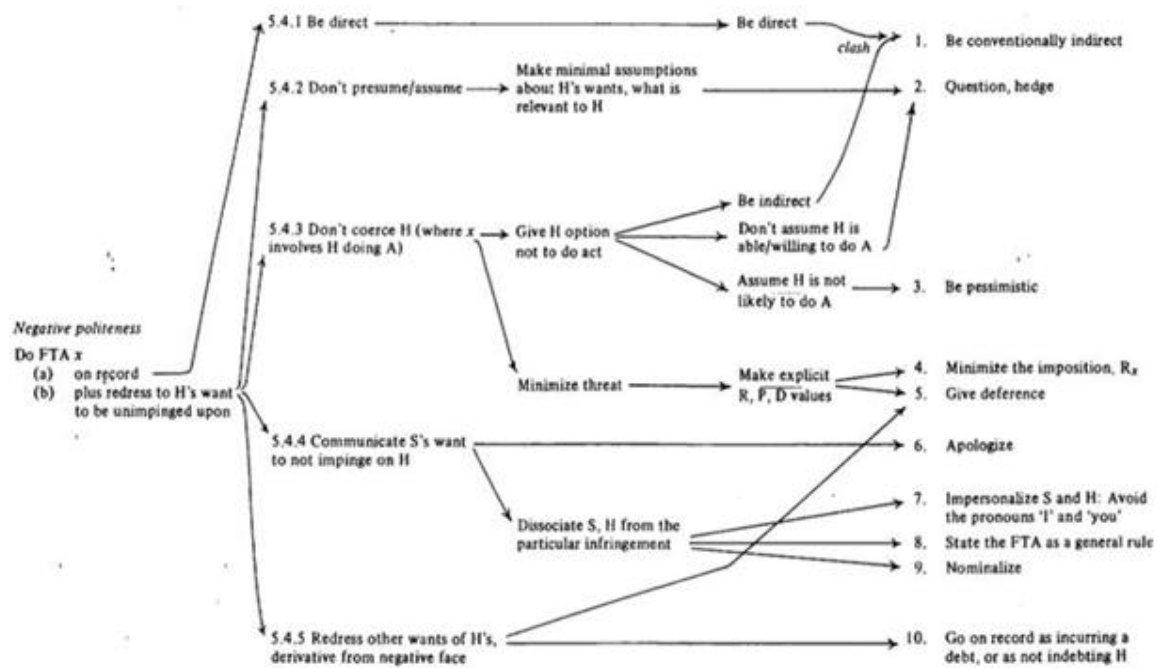 5.4.1 Be direct
Be direct
clash
1. Be conventionally indirect
5.4.2 Don't presume/assume
Make minimal assumptions
about H's wants, what is
relevant to H
2. Question, hedge
5.4.3 Don't coerce H (where x
involves H doing A)
Give H option
not to do act
Be indirect
Don't assume H is
able/willing to do A
Assume H is not
likely to do A
3. Be pessimistic
Negative politeness
Do FTA x
(a) on record
(b) plus redress to H's want
to be unimpinged upon
Minimize threat
Make explicit
R, P, D values
4. Minimize the imposition, Rx
5. Give deference
5.4.4 Communicate S's want
to not impinge on H
6. Apologize
Dissociate S, H from the
particular infringement
7. Impersonalize S and H: Avoid
the pronouns 'I' and 'you'
8. State the FTA as a general rule
9. Nominalize
5.4.5 Redress other wants of H's,
derivative from negative face
10. Go on record as incurring a
debt, or as not indebting H